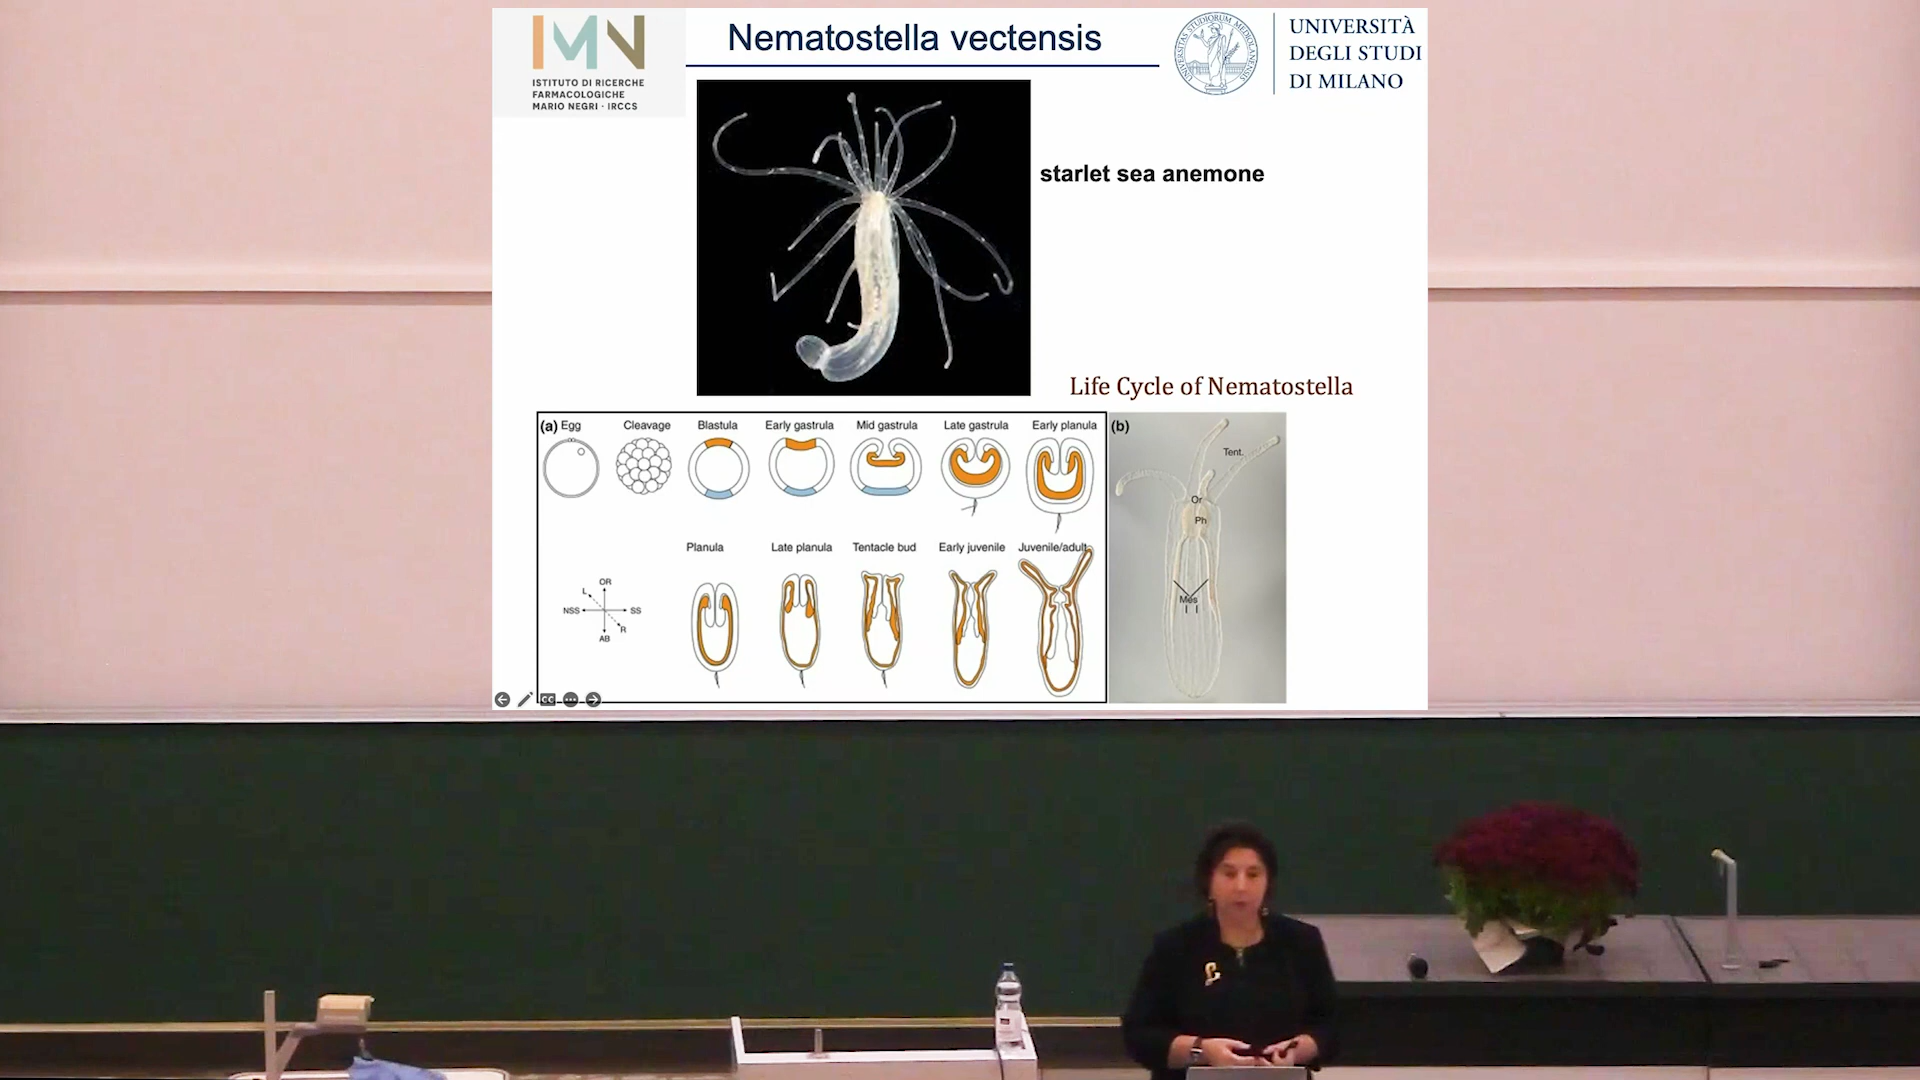 IMN
ISTITUTO DI RICERCHE
FARMACOLOGICHE
MARIO NEGRI · IRCCS
Nematostella vectensis
UNIVERSITÀ
DEGLI STUDI
DI MILANO
starlet sea anemone
Life Cycle of Nematostella
(a) Egg Cleavage Blastula Early gastrula Mid gastrula Late gastrula Early planula
(b)
Tent.
Or
Ph
Mes
Planula Late planula Tentacle bud Early juvenile Juvenile/adult
OR
L
NSS SS
R
AB
CC